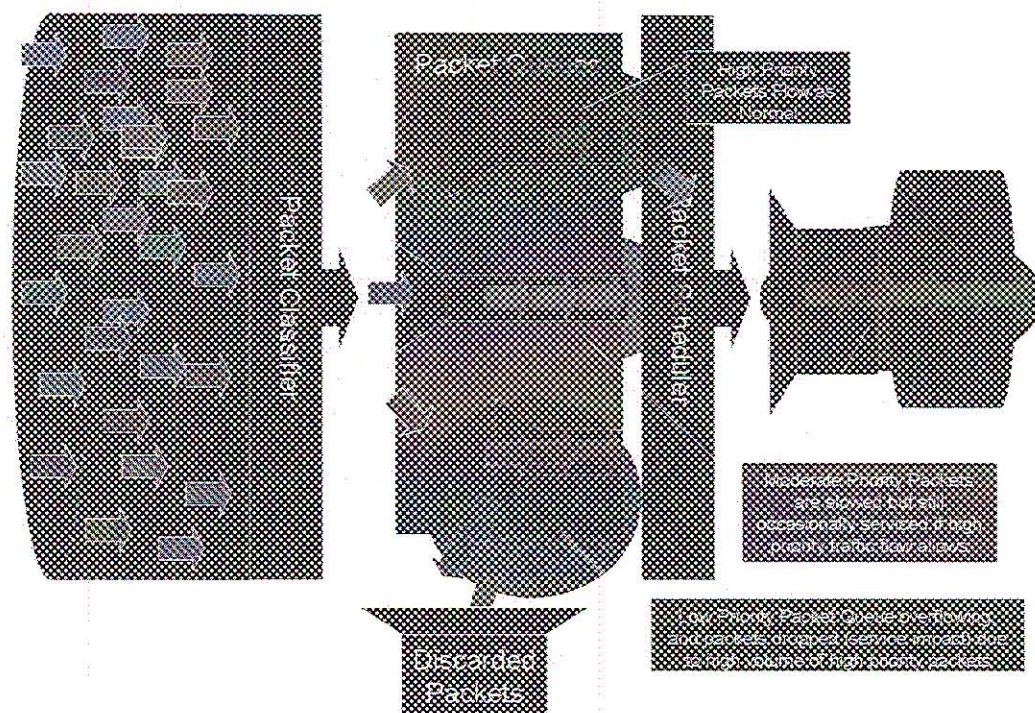 Packet Queues
High Priority
Packets Flow as
Normal
Packet Classifier
Packet Scheduler
Moderate Priority Packets
are slowed but still
occasionally serviced if high
priority traffic flow allows
Low Priority Packet Queue overflowing
and packets dropped (service impact) due
to high volume of high priority packets
Discarded
Packets